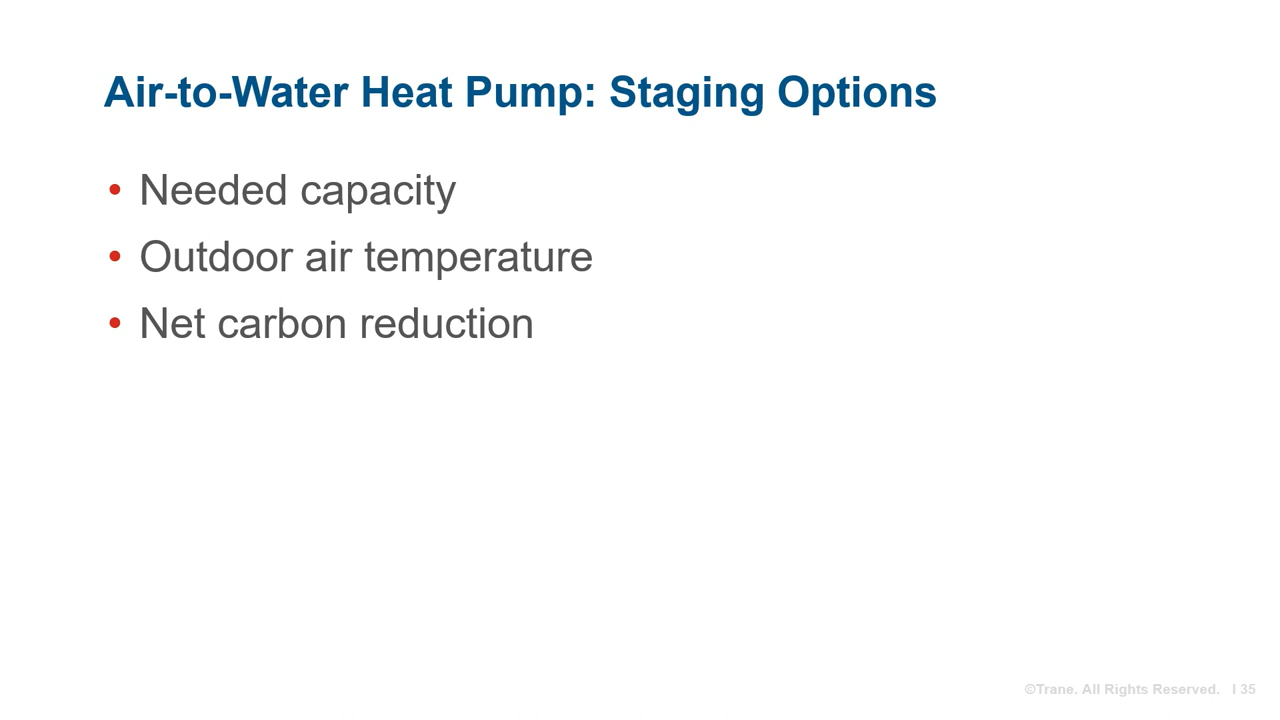 Air-to-Water Heat Pump: Staging Options
• Needed capacity
• Outdoor air temperature
• Net carbon reduction
©Trane. All Rights Reserved. I 35